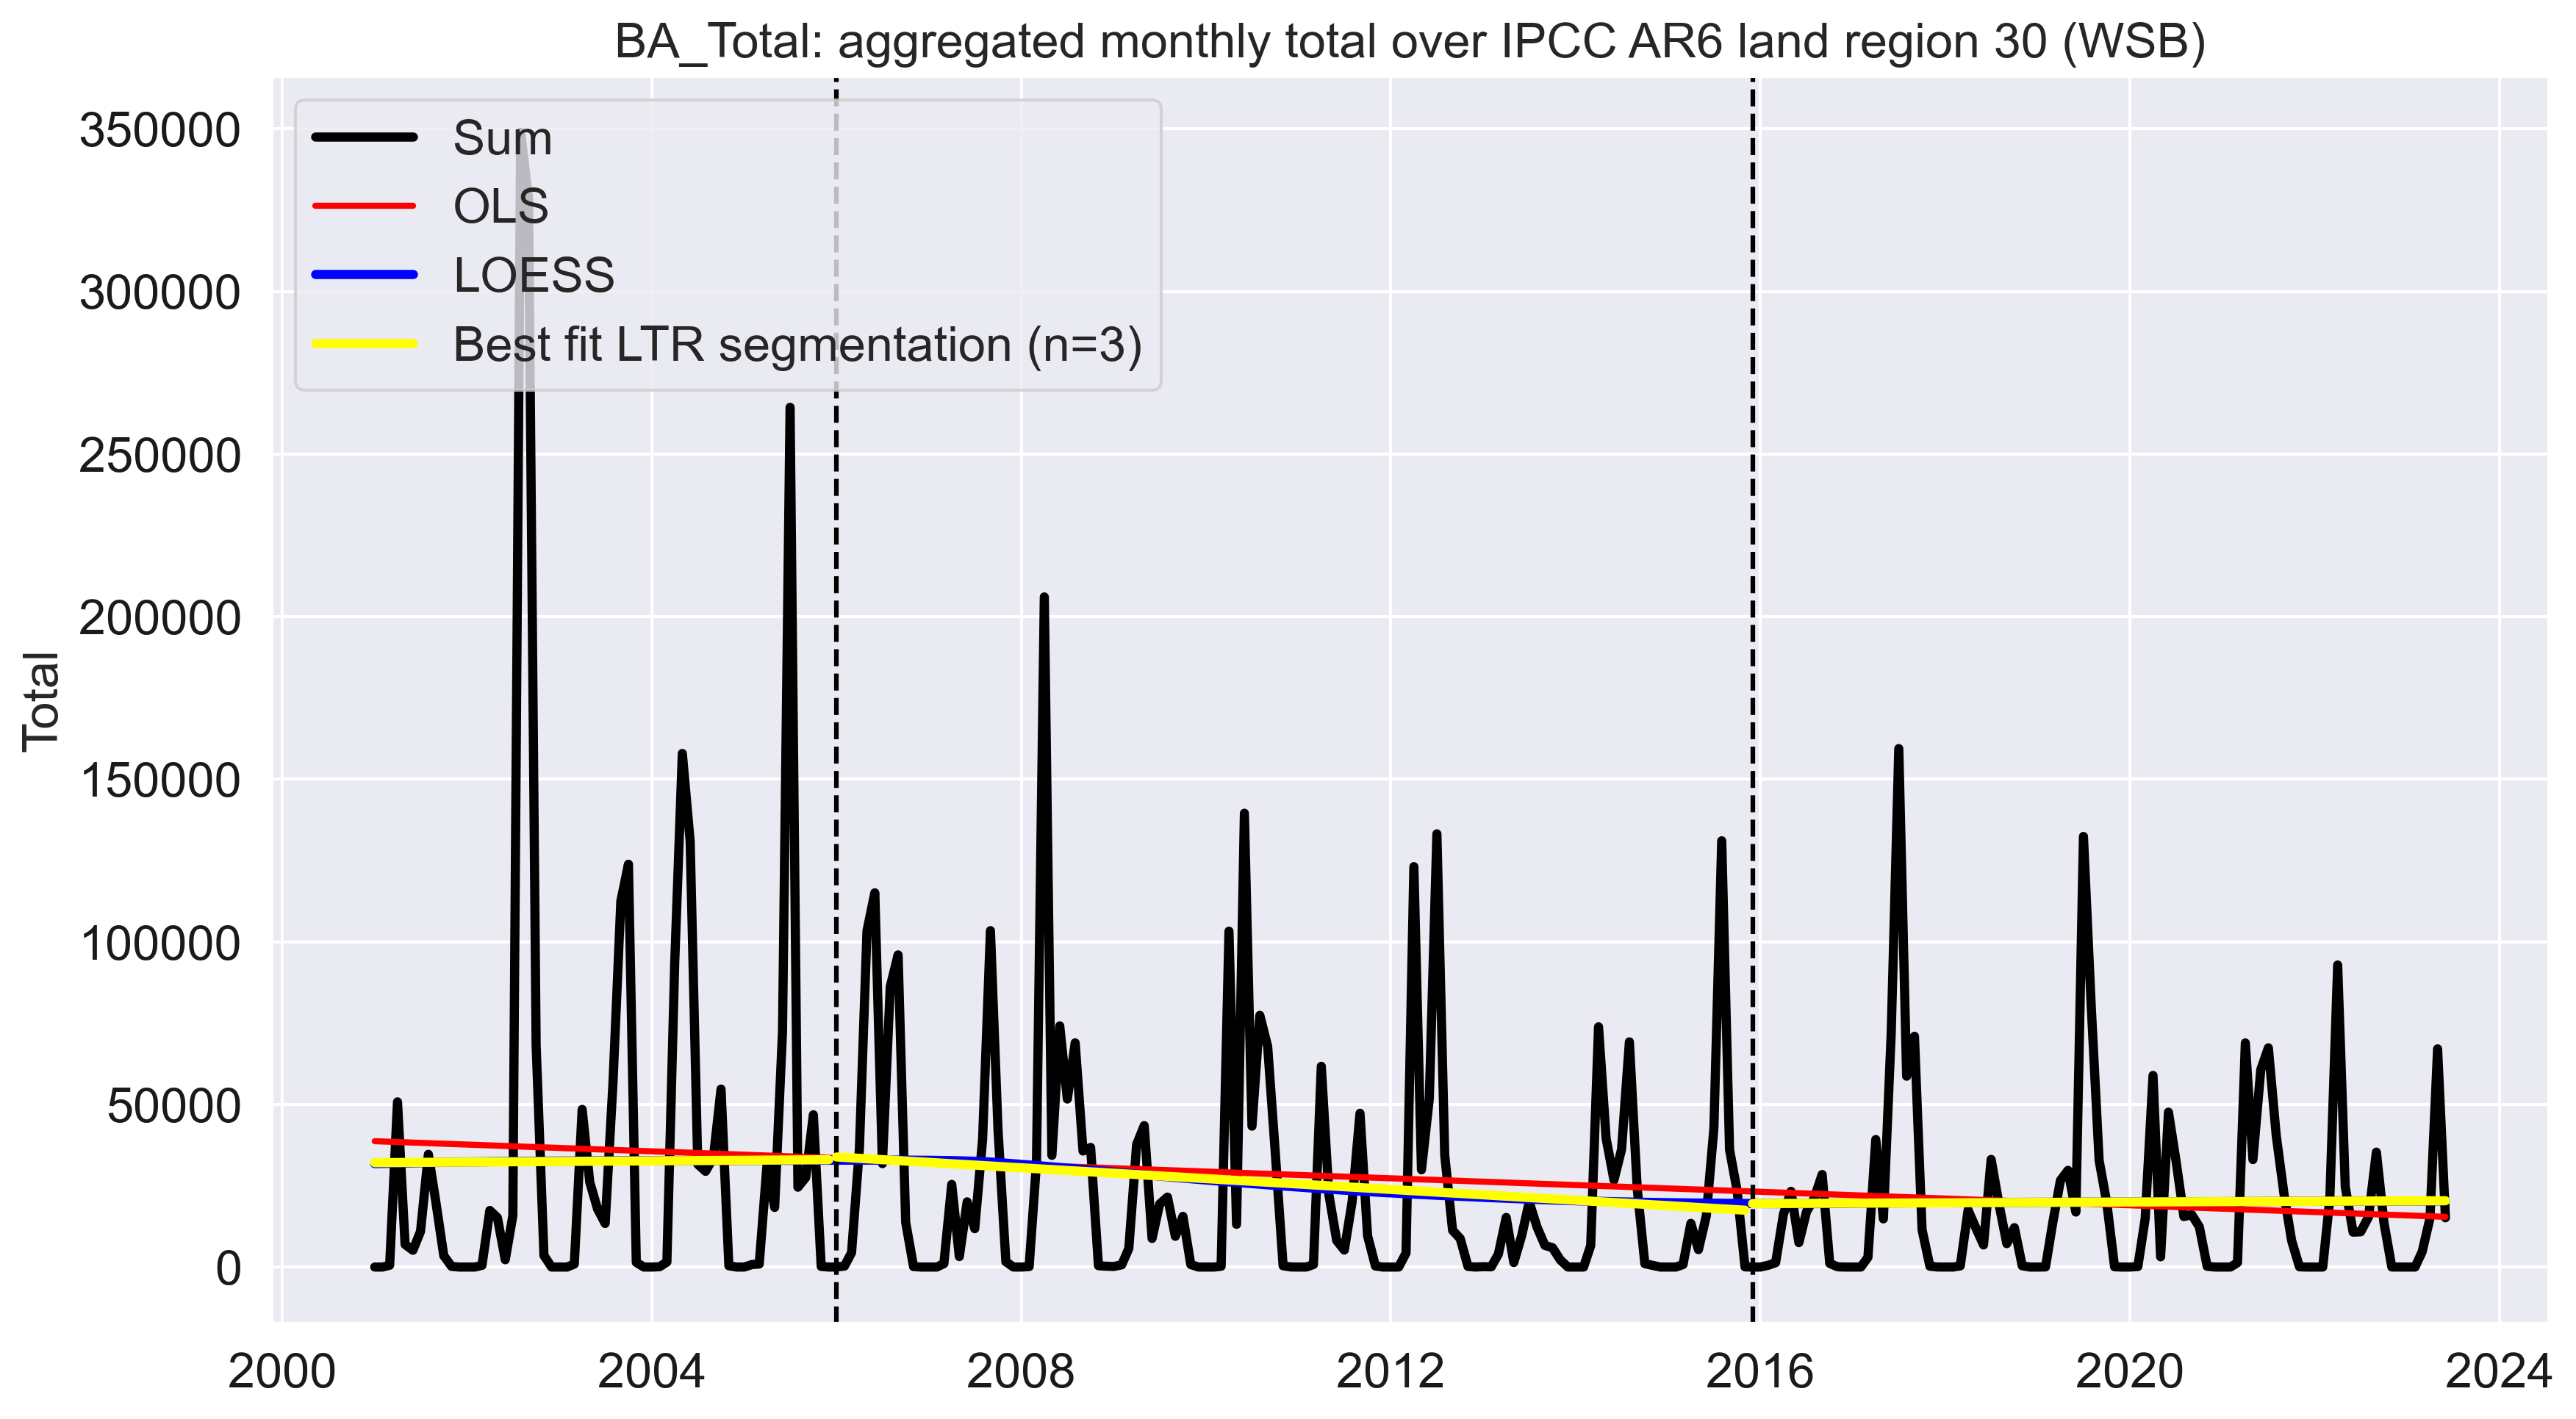 BA_Total: aggregated monthly total over IPCC AR6 land region 30 (WSB)
350000
300000
250000
200000
150000
100000
50000
0
Total
Sum
OLS
LOESS
Best fit LTR segmentation (n=3)
2000 2004 2008 2012 2016 2020 2024